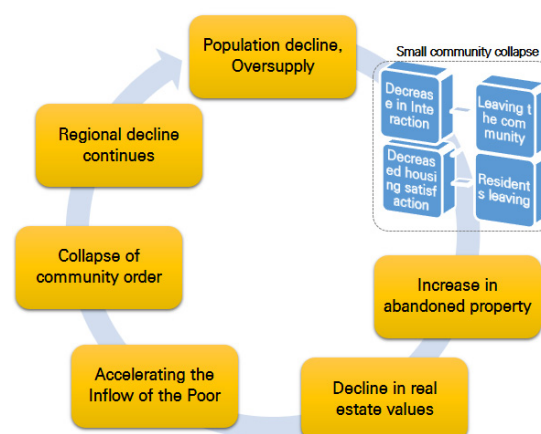 Population decline,
Oversupply
Small community collapse
Decreas
e in Inte
raction
Leaving t
he com
munity
Decreas
ed housi
ng satisf
action
Resident
s leaving
Increase in
abandoned property
Decline in real
estate values
Accelerating the
Inflow of the Poor
Collapse of
community order
Regional decline
continues